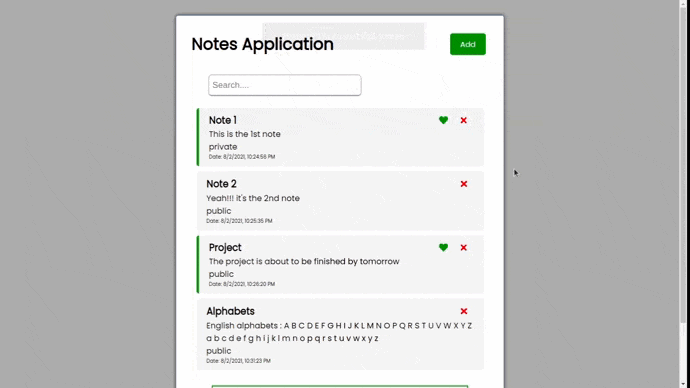 Notes Application
Add
Search....
Note 1
This is the 1st note
private
Date: 8/2/2021, 10:24:56 PM
Note 2
Yeah!!! it's the 2nd note
public
Date: 8/2/2021, 10:25:35 PM
Project
The project is about to be finished by tomorrow
public
Date: 8/2/2021, 10:26:20 PM
Alphabets
English alphabets : A B C D E F G H I J K L M N O P Q R S T U V W X Y Z
a b c d e f g h i j k l m n o p q r s t u v w x y z
public
Date: 8/2/2021, 10:31:23 PM